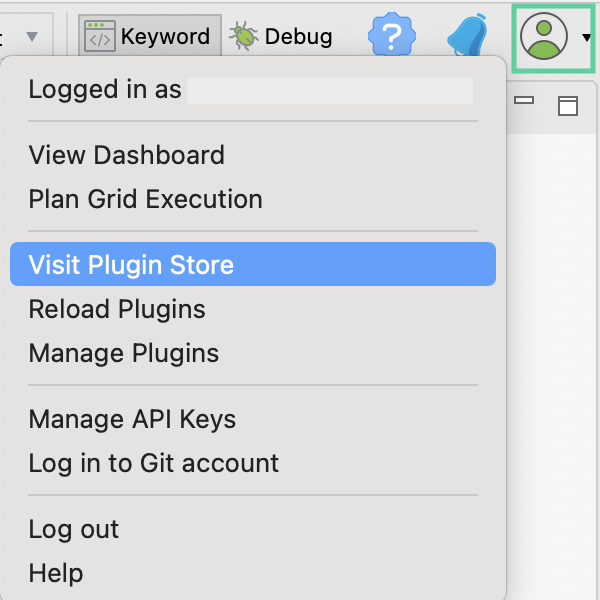 Keyword
Debug
?
Logged in as
View Dashboard
Plan Grid Execution
Visit Plugin Store
Reload Plugins
Manage Plugins
Manage API Keys
Log in to Git account
Log out
Help